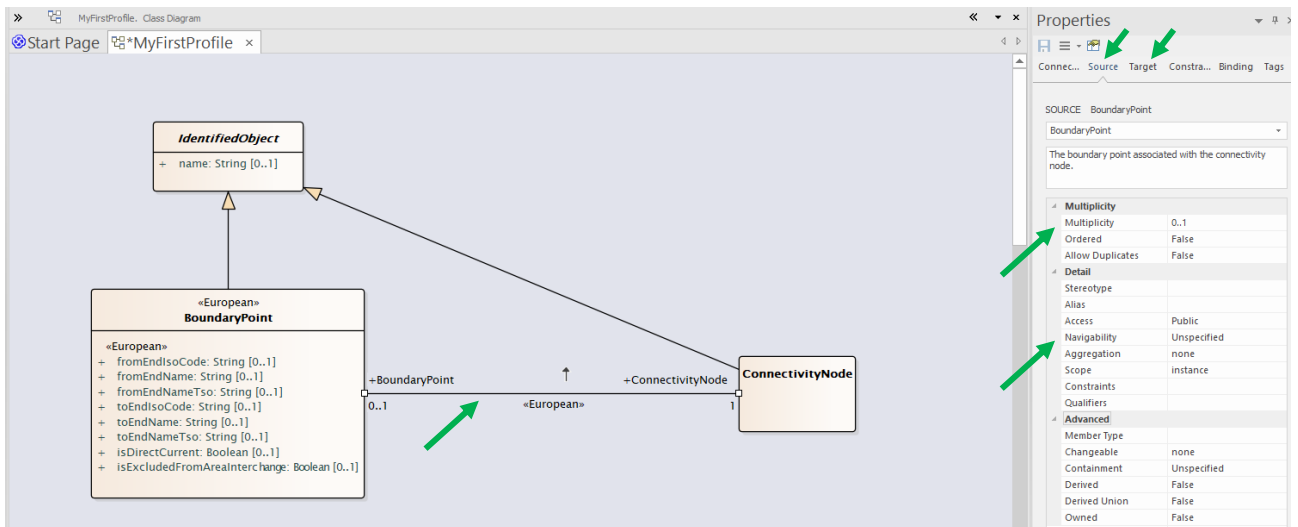 MyFirstProfile. Class Diagram
Start Page *MyFirstProfile ×
IdentifiedObject
+ name: String [0..1]
«European»
BoundaryPoint
«European»
+ fromEndIsoCode: String [0..1]
+ fromEndName: String [0..1]
+ fromEndNameTso: String [0..1]
+ toEndIsoCode: String [0..1]
+ toEndName: String [0..1]
+ toEndNameTso: String [0..1]
+ isDirectCurrent: Boolean [0..1]
+ isExcludedFromAreaInterchange: Boolean [0..1]
+BoundaryPoint
0..1
«European»
+ConnectivityNode
1
ConnectivityNode
Properties
Connec... Source Target Constra... Binding Tags
SOURCE BoundaryPoint
BoundaryPoint
The boundary point associated with the connectivity
node.
Multiplicity
Multiplicity 0..1
Ordered False
Allow Duplicates False
Detail
Stereotype
Alias
Access Public
Navigability Unspecified
Aggregation none
Scope instance
Constraints
Qualifiers
Advanced
Member Type
Changeable none
Containment Unspecified
Derived False
Derived Union False
Owned False